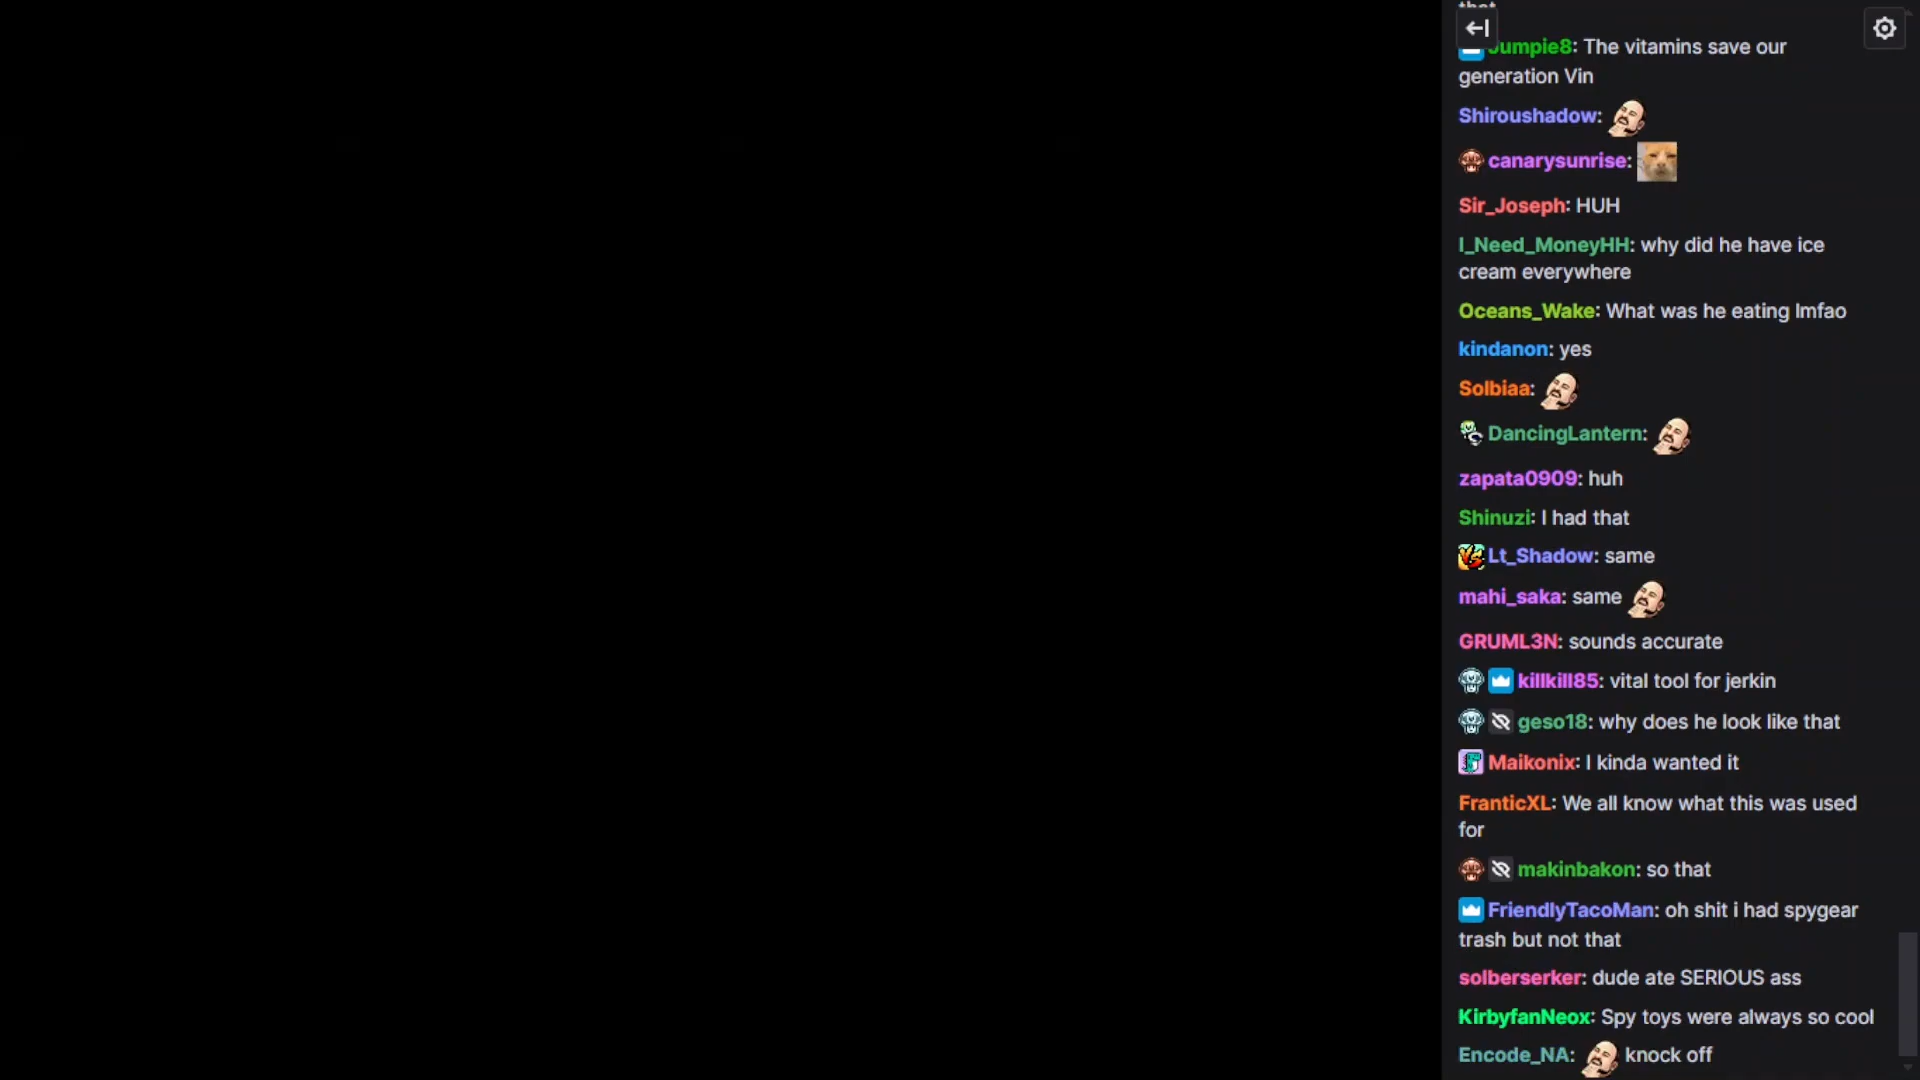 that
Jumpie8: The vitamins save our
generation Vin
Shiroushadow:
canarysunrise:
Sir_Joseph: HUH
I_Need_MoneyHH: why did he have ice
cream everywhere
Oceans_Wake: What was he eating lmfao
kindanon: yes
Solbiaa:
DancingLantern:
zapata0909: huh
Shinuzi: I had that
Lt_Shadow: same
mahi_saka: same
GRUML3N: sounds accurate
killkill85: vital tool for jerkin
geso18: why does he look like that
Maikonix: I kinda wanted it
FranticXL: We all know what this was used
for
makinbakon: so that
FriendlyTacoMan: oh shit i had spygear
trash but not that
solberserker: dude ate SERIOUS ass
KirbyfanNeox: Spy toys were always so cool
Encode_NA: knock off